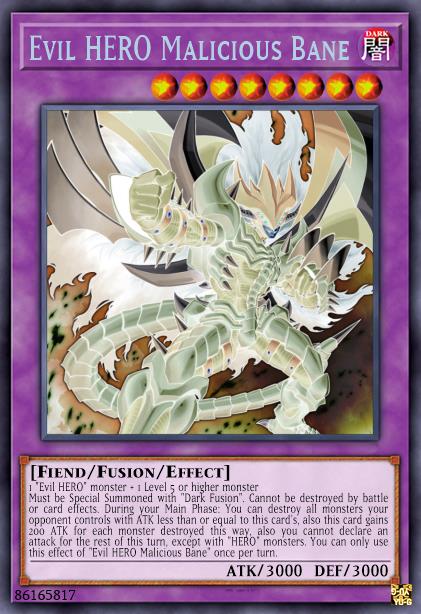 Evil HERO Malicious Bane
DARK
闇
[Fiend/Fusion/Effect]
1 "Evil HERO" monster + 1 Level 5 or higher monster
Must be Special Summoned with "Dark Fusion". Cannot be destroyed by battle
or card effects. During your Main Phase: You can destroy all monsters your
opponent controls with ATK less than or equal to this card's, also this card gains
200 ATK for each monster destroyed this way, also you cannot declare an
attack for the rest of this turn, except with "HERO" monsters. You can only use
this effect of "Evil HERO Malicious Bane" once per turn.
ATK/3000 DEF/3000
86165817